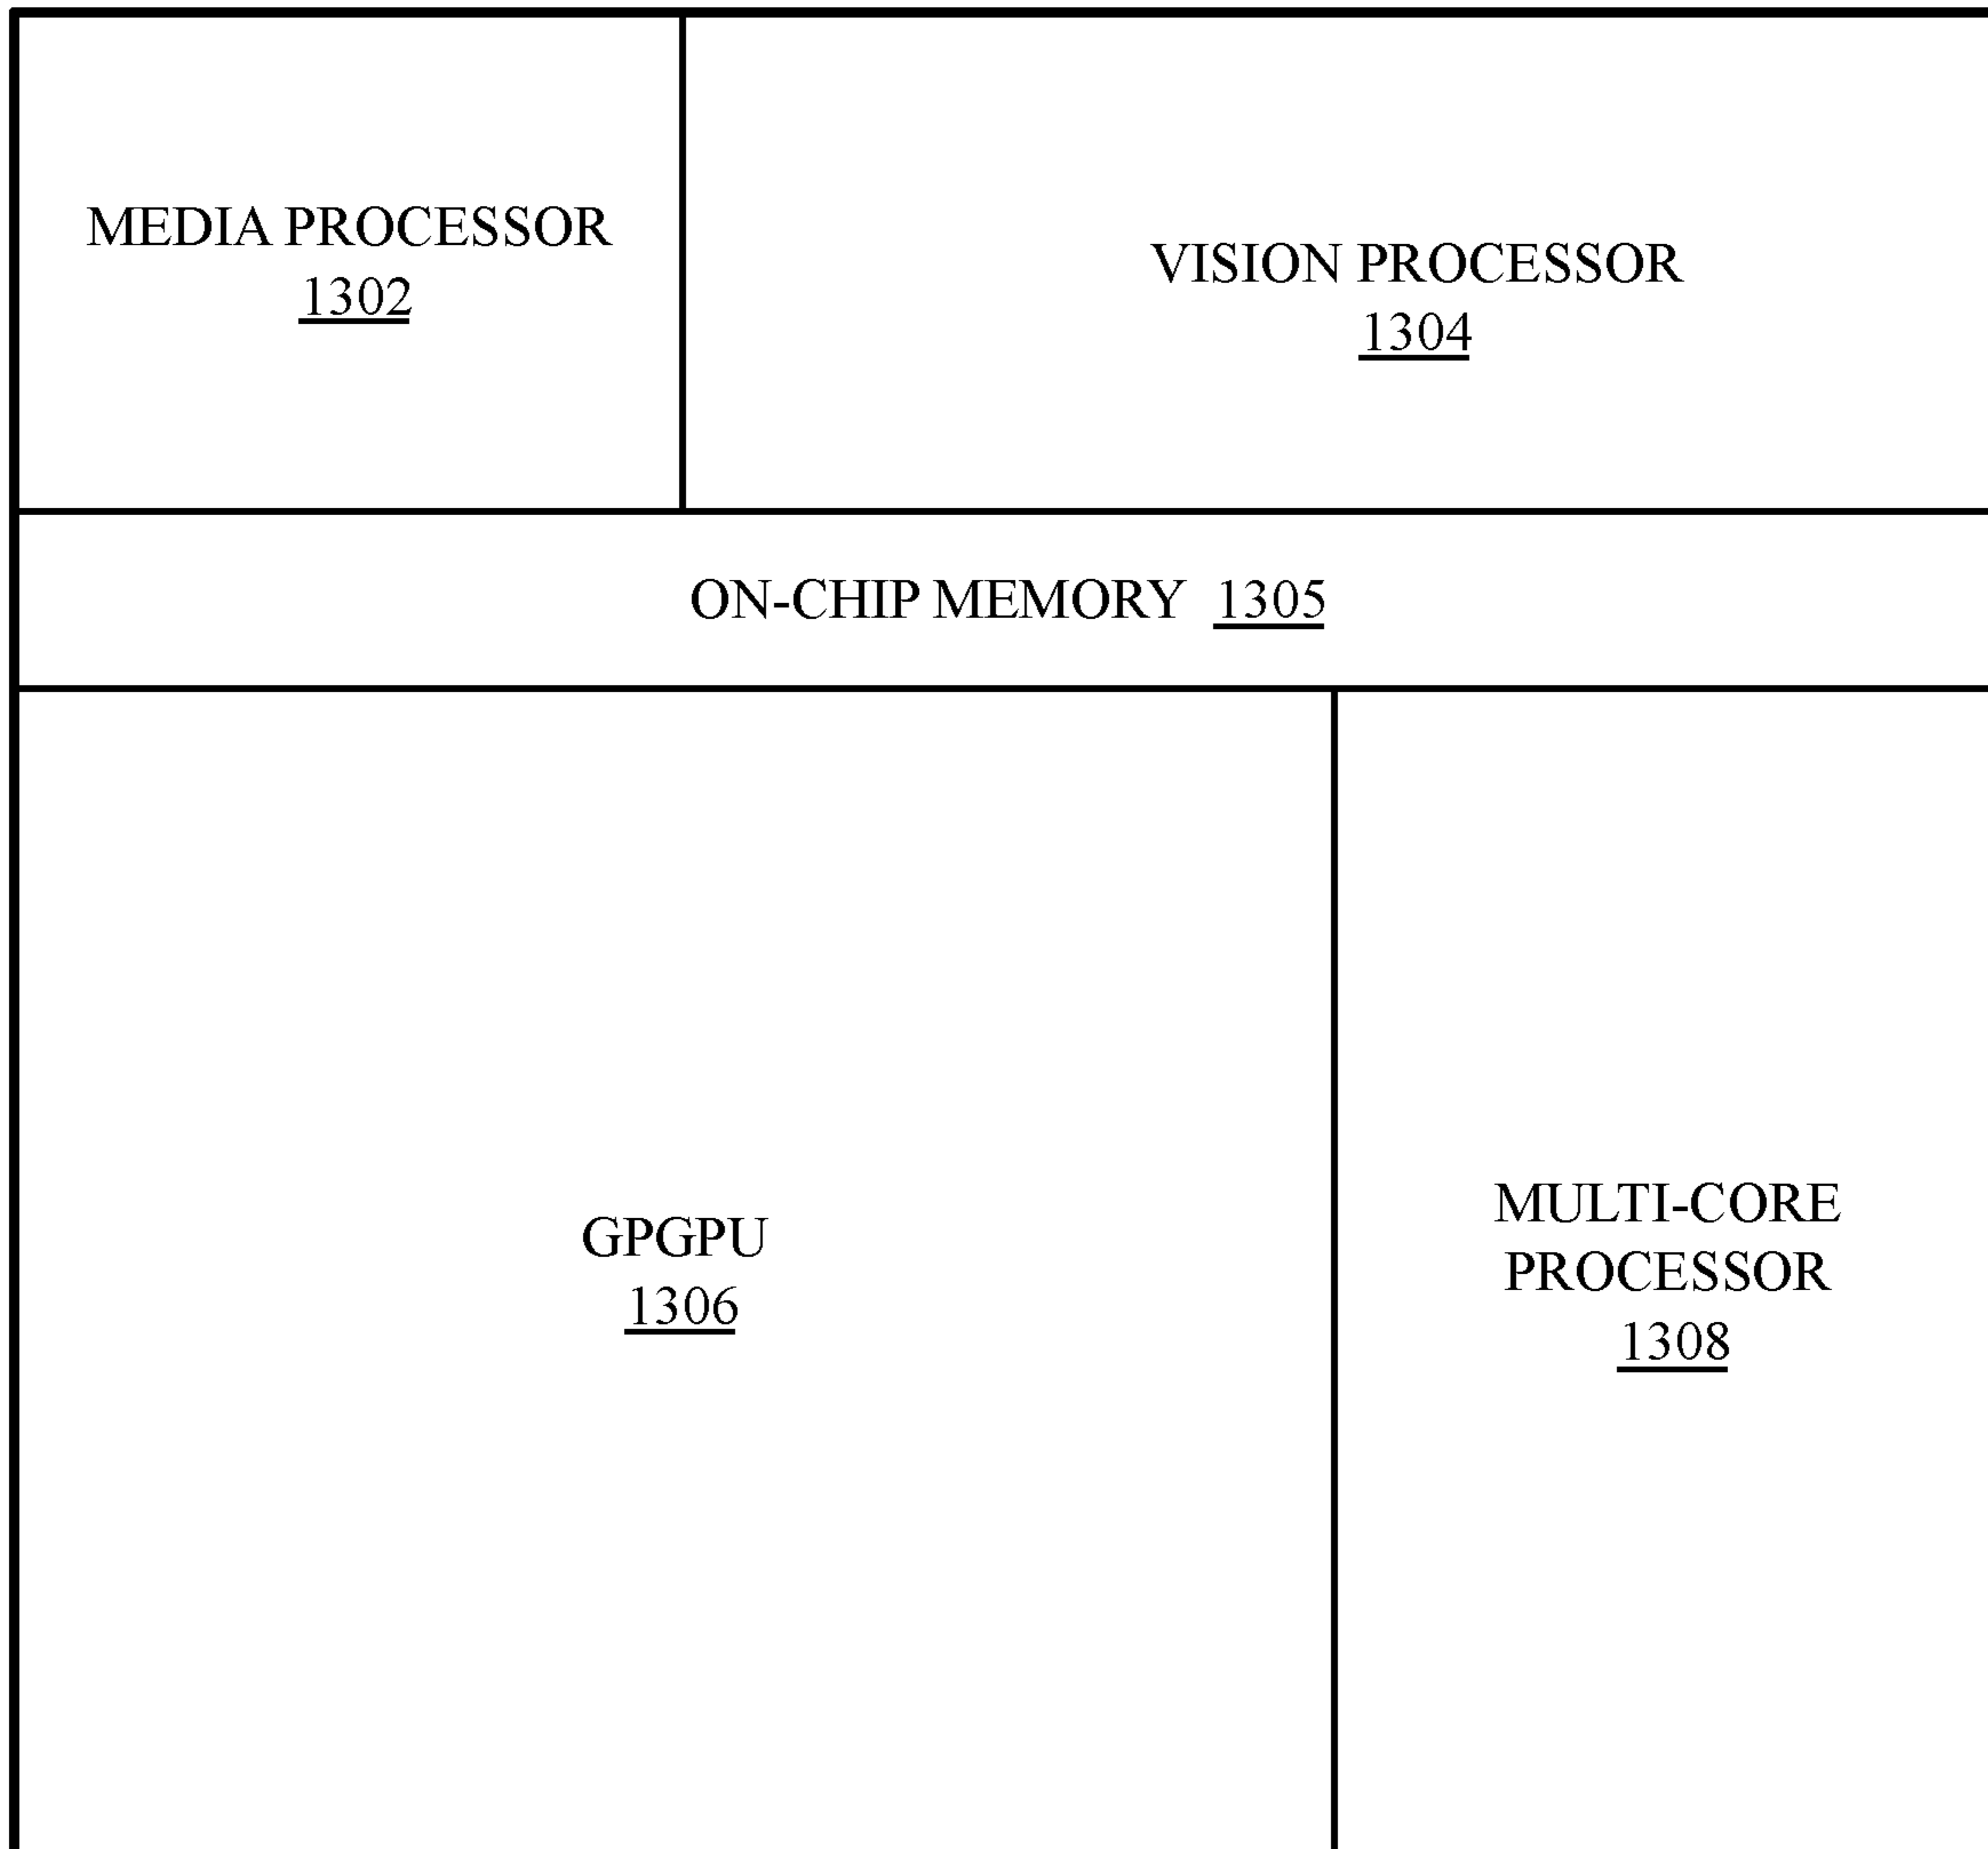 MEDIA PROCESSOR
1302
VISION PROCESSOR
1304
ON-CHIP MEMORY 1305
GPGPU
1306
MULTI-CORE
PROCESSOR
1308